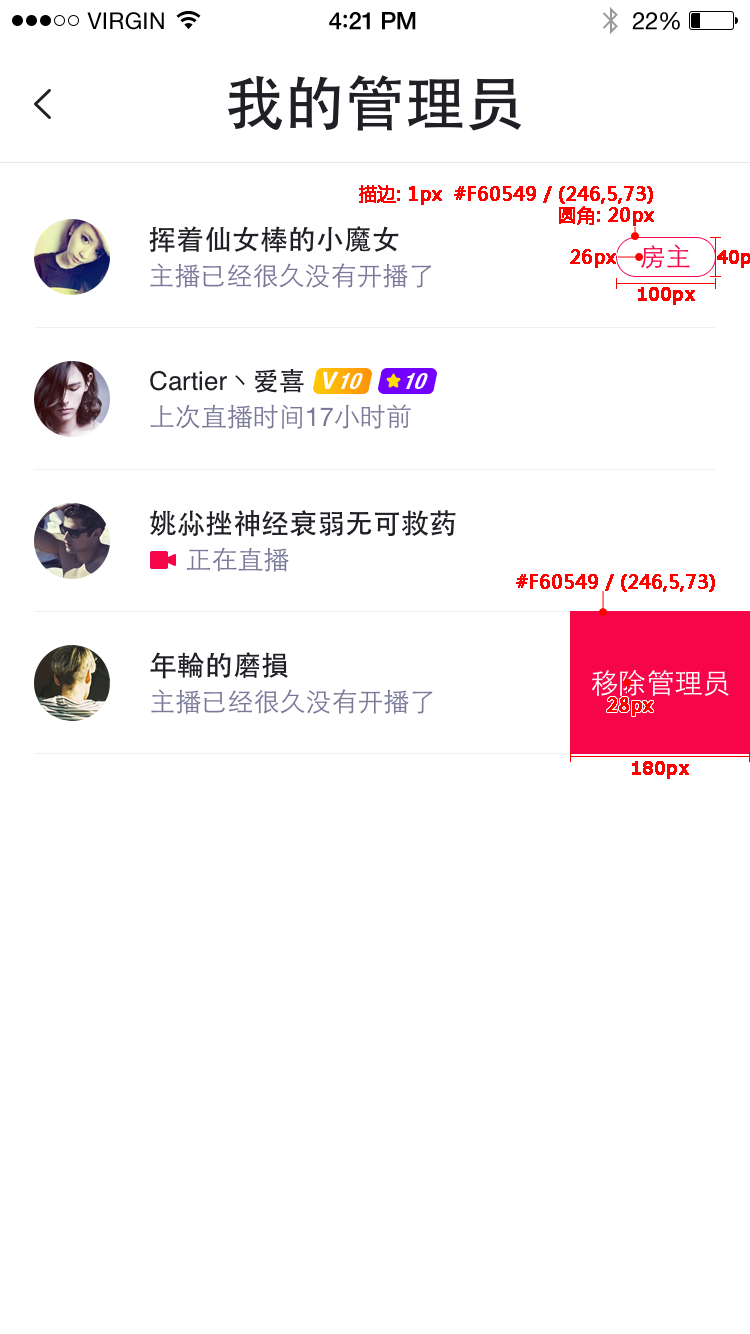 VIRGIN 4:21 PM 22%
我的管理员
描边: 1px #F60549 / (246,5,73)
圆角: 20px
挥着仙女棒的小魔女
26px 房主 40p
主播已经很久没有开播了
100px
Cartier丶爱喜 V10 10
上次直播时间17小时前
姚尛挫神经衰弱无可救药
正在直播
#F60549 / (246,5,73)
年輪的磨損
移除管理员
主播已经很久没有开播了
28px
180px